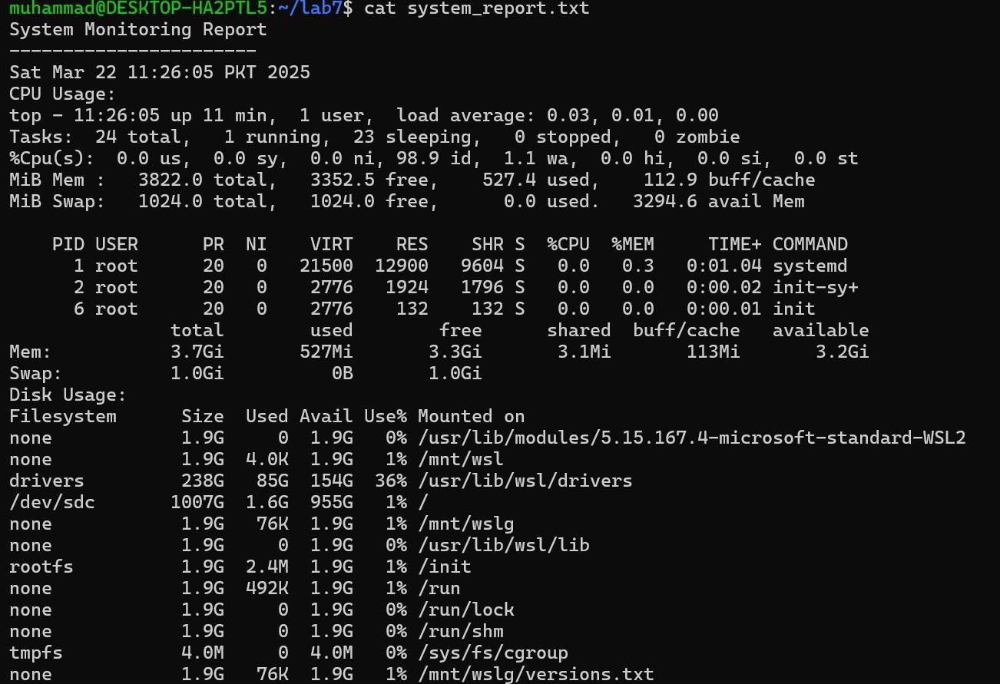 muhammad@DESKTOP-HA2PTL5:~/lab7$ cat system_report.txt
System Monitoring Report
-----------------------
Sat Mar 22 11:26:05 PKT 2025
CPU Usage:
top - 11:26:05 up 11 min,  1 user,  load average: 0.03, 0.01, 0.00
Tasks:  24 total,   1 running,  23 sleeping,   0 stopped,   0 zombie
%Cpu(s):  0.0 us,  0.0 sy,  0.0 ni, 98.9 id,  1.1 wa,  0.0 hi,  0.0 si,  0.0 st
MiB Mem :   3822.0 total,   3352.5 free,    527.4 used,    112.9 buff/cache
MiB Swap:   1024.0 total,   1024.0 free,      0.0 used.   3294.6 avail Mem
    PID USER      PR  NI    VIRT    RES    SHR S  %CPU  %MEM     TIME+ COMMAND
      1 root      20   0   21500  12900   9604 S   0.0   0.3   0:01.04 systemd
      2 root      20   0    2776   1924   1796 S   0.0   0.0   0:00.02 init-sy+
      6 root      20   0    2776    132    132 S   0.0   0.0   0:00.01 init
               total        used        free      shared  buff/cache   available
Mem:           3.7Gi       527Mi       3.3Gi       3.1Mi       113Mi       3.2Gi
Swap:          1.0Gi          0B       1.0Gi
Disk Usage:
Filesystem      Size  Used Avail Use% Mounted on
none            1.9G     0  1.9G   0% /usr/lib/modules/5.15.167.4-microsoft-standard-WSL2
none            1.9G  4.0K  1.9G   1% /mnt/wsl
drivers         238G   85G  154G  36% /usr/lib/wsl/drivers
/dev/sdc       1007G  1.6G  955G   1% /
none            1.9G   76K  1.9G   1% /mnt/wslg
none            1.9G     0  1.9G   0% /usr/lib/wsl/lib
rootfs          1.9G  2.4M  1.9G   1% /init
none            1.9G  492K  1.9G   1% /run
none            1.9G     0  1.9G   0% /run/lock
none            1.9G     0  1.9G   0% /run/shm
tmpfs           4.0M     0  4.0M   0% /sys/fs/cgroup
none            1.9G   76K  1.9G   1% /mnt/wslg/versions.txt